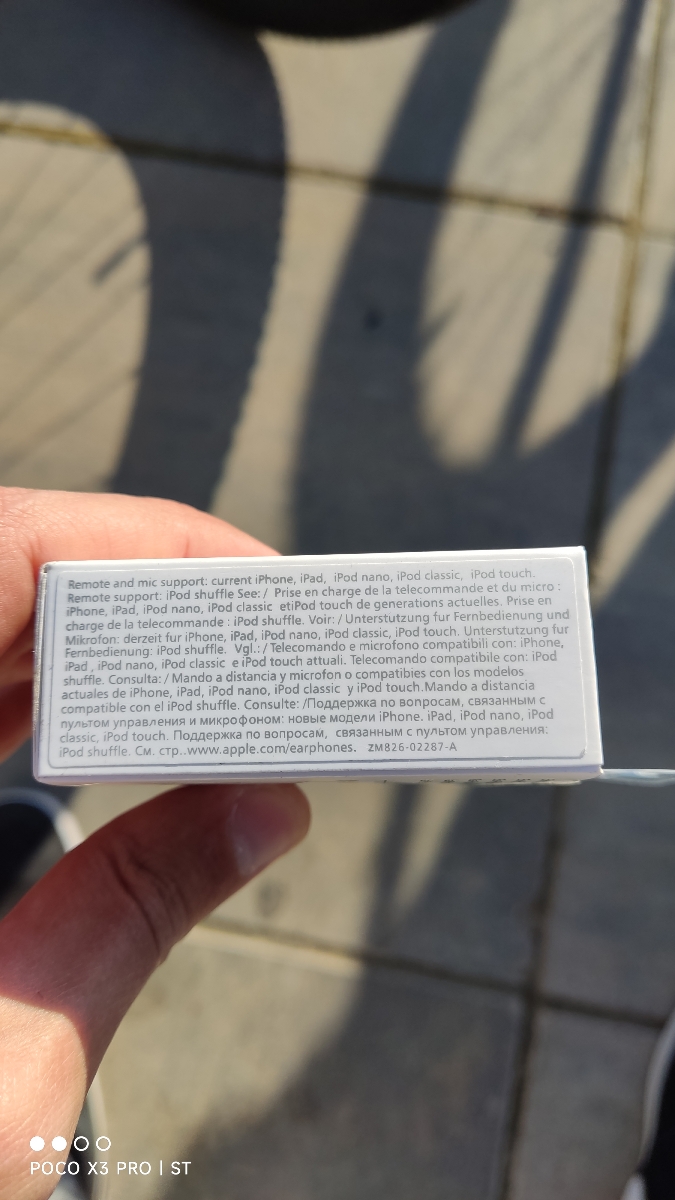 Remote and mic support: current iPhone, iPad, iPod nano, iPod classic, iPod touch.
Remote support: iPod shuffle See: / Prise en charge de la telecommande et du micro :
iPhone, iPad, iPod nano, iPod classic etiPod touch de generations actuelles. Prise en
charge de la telecommande : iPod shuffle. Voir: / Unterstutzung fur Fernbedienung und
Mikrofon: derzeit fur iPhone, iPad, iPod nano, iPod classic, iPod touch. Unterstutzung fur
Fernbedienung: iPod shuffle. Vgl.: / Telecomando e microfono compatibili con: iPhone,
iPad , iPod nano, iPod classic e iPod touch attuali. Telecomando compatibile con: iPod
shuffle. Consulta: / Mando a distancia y microfon o compatibies con los modelos
actuales de iPhone, iPad, iPod nano, iPod classic y iPod touch.Mando a distancia
compatible con el iPod shuffle. Consulte: /Поддержка по вопросам, связанным с
пультом управления и микрофоном: новые модели iPhone. iPad, iPod nano, iPod
classic, iPod touch. Поддержка по вопросам, связанным с пультом управления:
iPod shuffle. См. стр..www.apple.com/earphones. ZM826-02287-A
POCO X3 PRO | ST